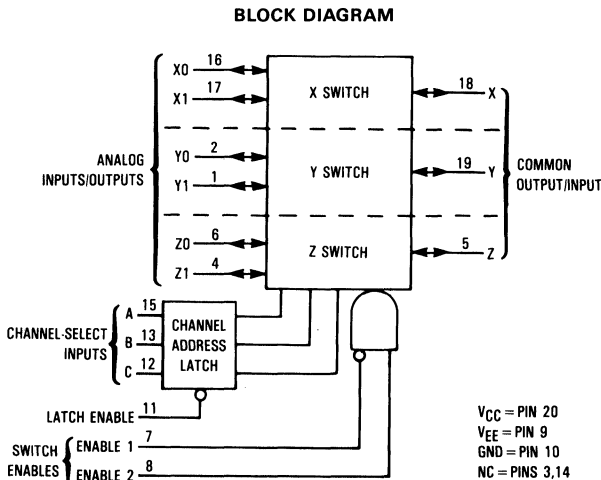 BLOCK DIAGRAM
X0 16
X1 17
Y0 2
Y1 1
Z0 6
Z1 4
ANALOG
INPUTS/OUTPUTS
X SWITCH
Y SWITCH
Z SWITCH
18 X
19 Y
5 Z
COMMON
OUTPUT/INPUT
CHANNEL-SELECT
INPUTS
A 15
B 13
C 12
CHANNEL
ADDRESS
LATCH
LATCH ENABLE 11
SWITCH
ENABLES
ENABLE 1 7
ENABLE 2 8
VCC = PIN 20
VEE = PIN 9
GND = PIN 10
NC = PINS 3,14